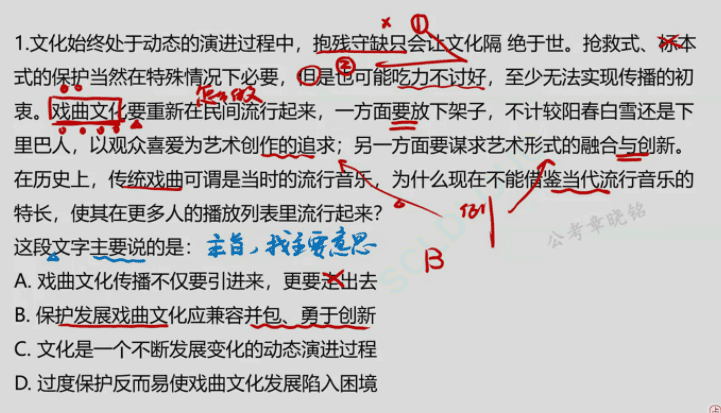 1.文化始终处于动态的演进过程中，抱残守缺只会让文化隔 绝于世。抢救式、标本
式的保护当然在特殊情况下必要，但是也可能吃力不过好，至少无法实现传播的初
怎么做
衷。戏曲文化要重新在民间流行起来，一方面要放下架子，不计较阳春白雪还是下
里巴人，以观众喜爱为艺术创作的追求；另一方面要谋求艺术形式的融合与创新。
在历史上，传统戏曲可谓是当时的流行音乐，为什么现在不能借鉴当代流行音乐的
特长，使其在更多人的播放列表里流行起来？
例
这段文字主要说的是：主旨，找主要意思
B
公考章晓铭
A. 戏曲文化传播不仅要引进来，更要走出去
B. 保护发展戏曲文化应兼容并包、勇于创新
C. 文化是一个不断发展变化的动态演进过程
D. 过度保护反而易使戏曲文化发展陷入困境